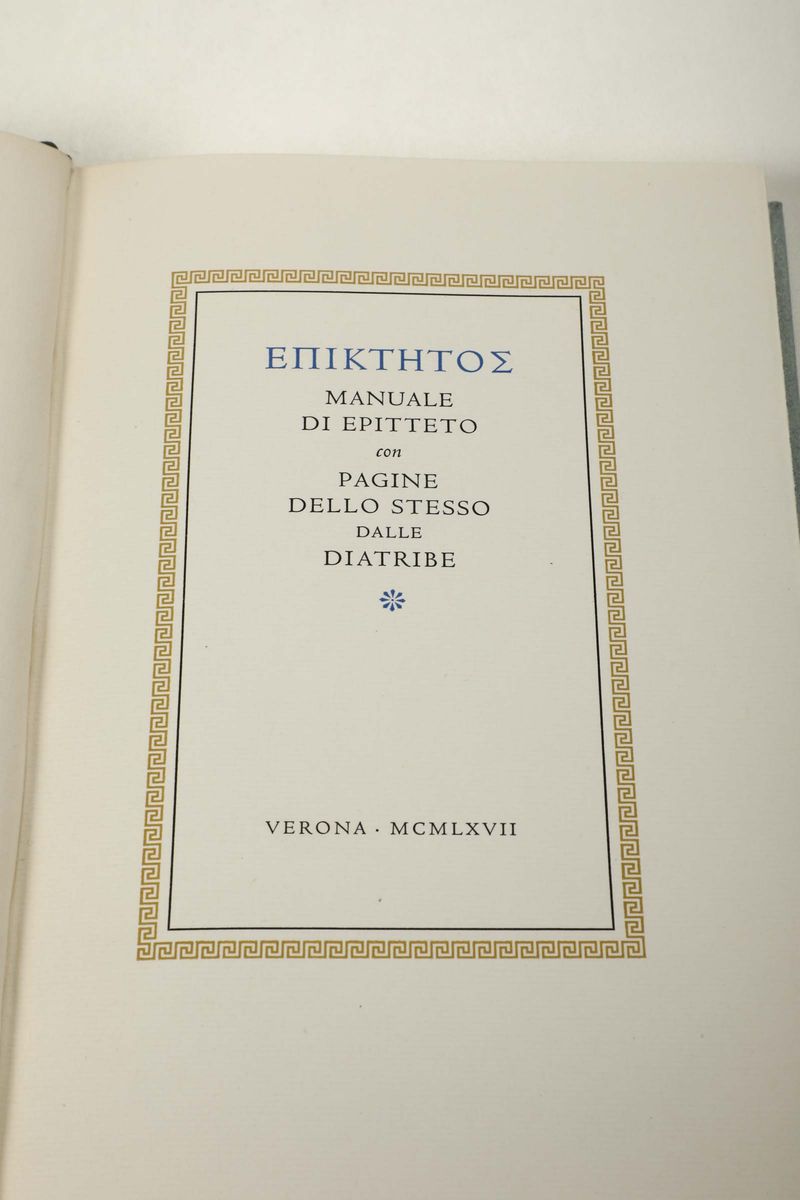 ΕΠΙΚΤΗΤΟΣ
MANUALE
DI EPITTETO
con
PAGINE
DELLO STESSO
DALLE
DIATRIBE
VERONA · MCMLXVII